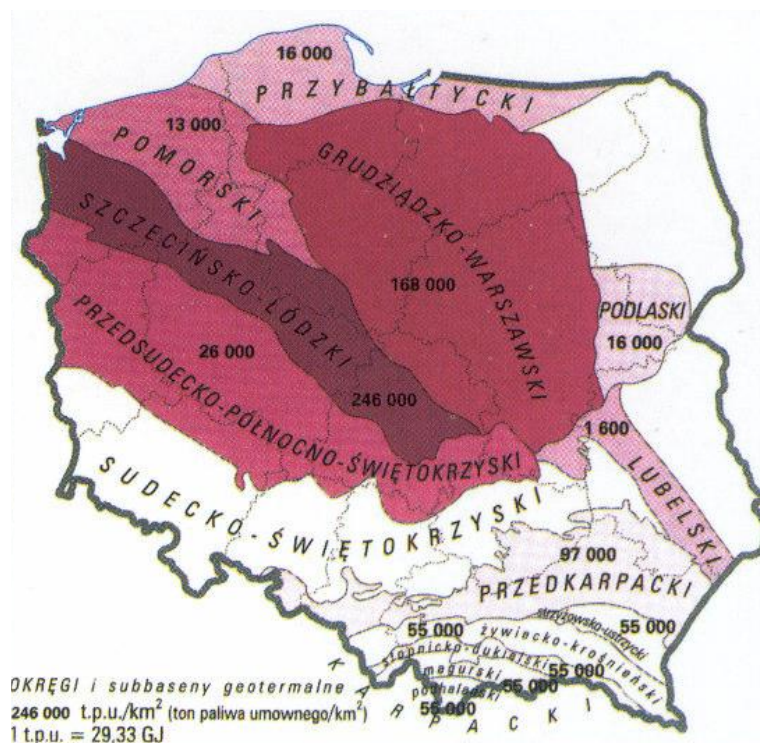 16 000
PRZYBAŁTYCKI
13 000
POMORSKI
GRUDZIĄDZKO-WARSZAWSKI
SZCZECIŃSKO-ŁÓDZKI
168 000
PODLASKI
16 000
PRZEDSUDECKO-PÓŁNOCNO-ŚWIĘTOKRZYSKI
26 000
246 000
1 600
LUBELSKI
SUDECKO-ŚWIĘTOKRZYSKI
97 000
PRZEDKARPACKI
strzyżowsko-ustrzycki
55 000
55 000
żywiecko-krośnieński
słopnicko-dukielski
55 000
magurski
podhalański
55 000
55 000
KARPACKI
OKRĘGI i subbaseny geotermalne
246 000 t.p.u./km² (ton paliwa umownego/km²)
1 t.p.u. = 29,33 GJ